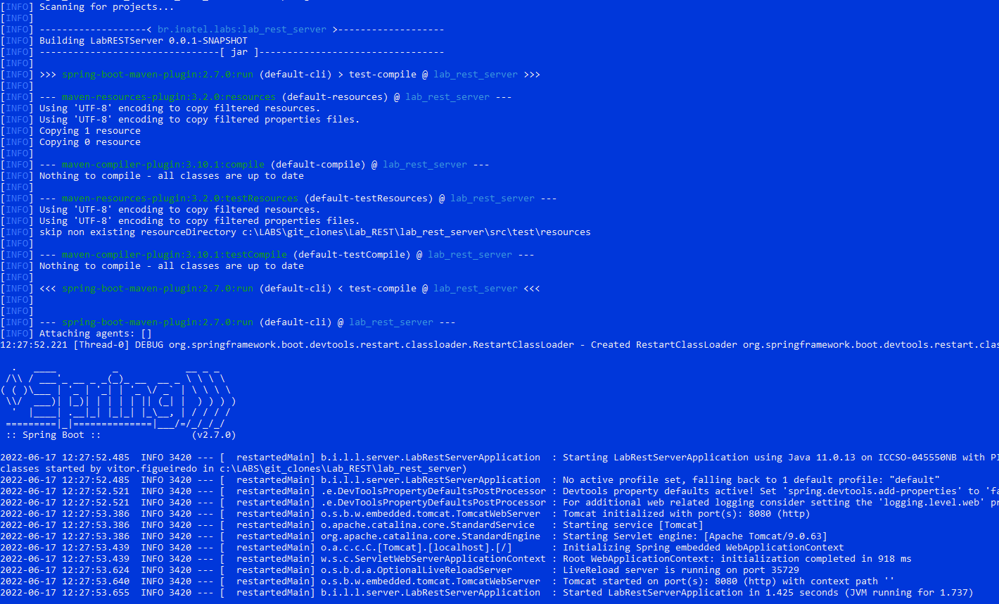 [INFO] Scanning for projects...
[INFO]
[INFO] -------------------< br.inatel.labs:lab_rest_server >-------------------
[INFO] Building LabRESTServer 0.0.1-SNAPSHOT
[INFO] --------------------------------[ jar ]---------------------------------
[INFO]
[INFO] >>> spring-boot-maven-plugin:2.7.0:run (default-cli) > test-compile @ lab_rest_server >>>
[INFO]
[INFO] --- maven-resources-plugin:3.2.0:resources (default-resources) @ lab_rest_server ---
[INFO] Using 'UTF-8' encoding to copy filtered resources.
[INFO] Using 'UTF-8' encoding to copy filtered properties files.
[INFO] Copying 1 resource
[INFO] Copying 0 resource
[INFO]
[INFO] --- maven-compiler-plugin:3.10.1:compile (default-compile) @ lab_rest_server ---
[INFO] Nothing to compile - all classes are up to date
[INFO]
[INFO] --- maven-resources-plugin:3.2.0:testResources (default-testResources) @ lab_rest_server ---
[INFO] Using 'UTF-8' encoding to copy filtered resources.
[INFO] Using 'UTF-8' encoding to copy filtered properties files.
[INFO] skip non existing resourceDirectory c:\LABS\git_clones\Lab_REST\lab_rest_server\src\test\resources
[INFO]
[INFO] --- maven-compiler-plugin:3.10.1:testCompile (default-testCompile) @ lab_rest_server ---
[INFO] Nothing to compile - all classes are up to date
[INFO]
[INFO] <<< spring-boot-maven-plugin:2.7.0:run (default-cli) < test-compile @ lab_rest_server <<<
[INFO]
[INFO]
[INFO] --- spring-boot-maven-plugin:2.7.0:run (default-cli) @ lab_rest_server ---
[INFO] Attaching agents: []
12:27:52.221 [Thread-0] DEBUG org.springframework.boot.devtools.restart.classloader.RestartClassLoader - Created RestartClassLoader org.springframework.boot.devtools.restart.clas
  .   ____          _            __ _ _
 /\\ / ___'_ __ _ _(_)_ __  __ _ \ \ \ \
( ( )\___ | '_ | '_| | '_ \/ _` | \ \ \ \
 \\/  ___)| |_)| | | | | || (_| |  ) ) ) )
  '  |____| .__|_| |_|_| |_\__, | / / / /
 =========|_|==============|___/=/_/_/_/
 :: Spring Boot ::                (v2.7.0)
2022-06-17 12:27:52.485  INFO 3420 --- [  restartedMain] b.i.l.l.server.LabRestServerApplication  : Starting LabRestServerApplication using Java 11.0.13 on ICCSO-045550NB with PI
classes started by vitor.figueiredo in c:\LABS\git_clones\Lab_REST\lab_rest_server)
2022-06-17 12:27:52.485  INFO 3420 --- [  restartedMain] b.i.l.l.server.LabRestServerApplication  : No active profile set, falling back to 1 default profile: "default"
2022-06-17 12:27:52.521  INFO 3420 --- [  restartedMain] .e.DevToolsPropertyDefaultsPostProcessor : Devtools property defaults active! Set 'spring.devtools.add-properties' to 'fa
2022-06-17 12:27:52.521  INFO 3420 --- [  restartedMain] .e.DevToolsPropertyDefaultsPostProcessor : For additional web related logging consider setting the 'logging.level.web' pr
2022-06-17 12:27:53.386  INFO 3420 --- [  restartedMain] o.s.b.w.embedded.tomcat.TomcatWebServer  : Tomcat initialized with port(s): 8080 (http)
2022-06-17 12:27:53.386  INFO 3420 --- [  restartedMain] o.apache.catalina.core.StandardService   : Starting service [Tomcat]
2022-06-17 12:27:53.386  INFO 3420 --- [  restartedMain] org.apache.catalina.core.StandardEngine  : Starting Servlet engine: [Apache Tomcat/9.0.63]
2022-06-17 12:27:53.439  INFO 3420 --- [  restartedMain] o.a.c.c.C.[Tomcat].[localhost].[/]       : Initializing Spring embedded WebApplicationContext
2022-06-17 12:27:53.439  INFO 3420 --- [  restartedMain] w.s.c.ServletWebServerApplicationContext : Root WebApplicationContext: initialization completed in 918 ms
2022-06-17 12:27:53.624  INFO 3420 --- [  restartedMain] o.s.b.d.a.OptionalLiveReloadServer       : LiveReload server is running on port 35729
2022-06-17 12:27:53.640  INFO 3420 --- [  restartedMain] o.s.b.w.embedded.tomcat.TomcatWebServer  : Tomcat started on port(s): 8080 (http) with context path ''
2022-06-17 12:27:53.655  INFO 3420 --- [  restartedMain] b.i.l.l.server.LabRestServerApplication  : Started LabRestServerApplication in 1.425 seconds (JVM running for 1.737)